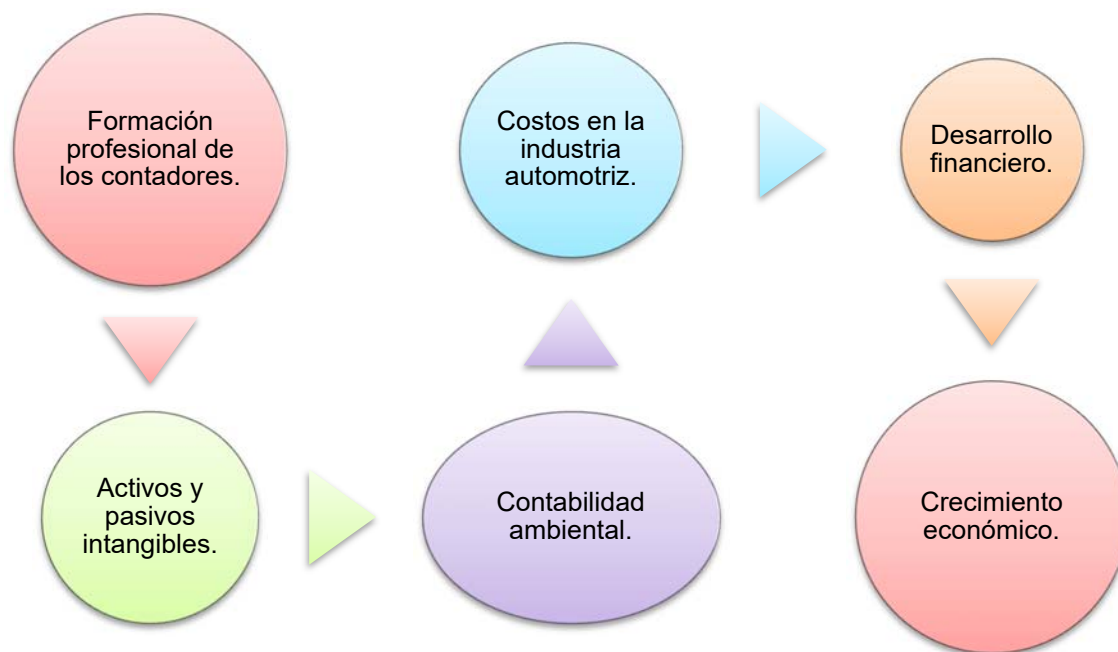 Formación
profesional de
los contadores.
Activos y
pasivos
intangibles.
Contabilidad
ambiental.
Costos en la
industria
automotriz.
Desarrollo
financiero.
Crecimiento
económico.